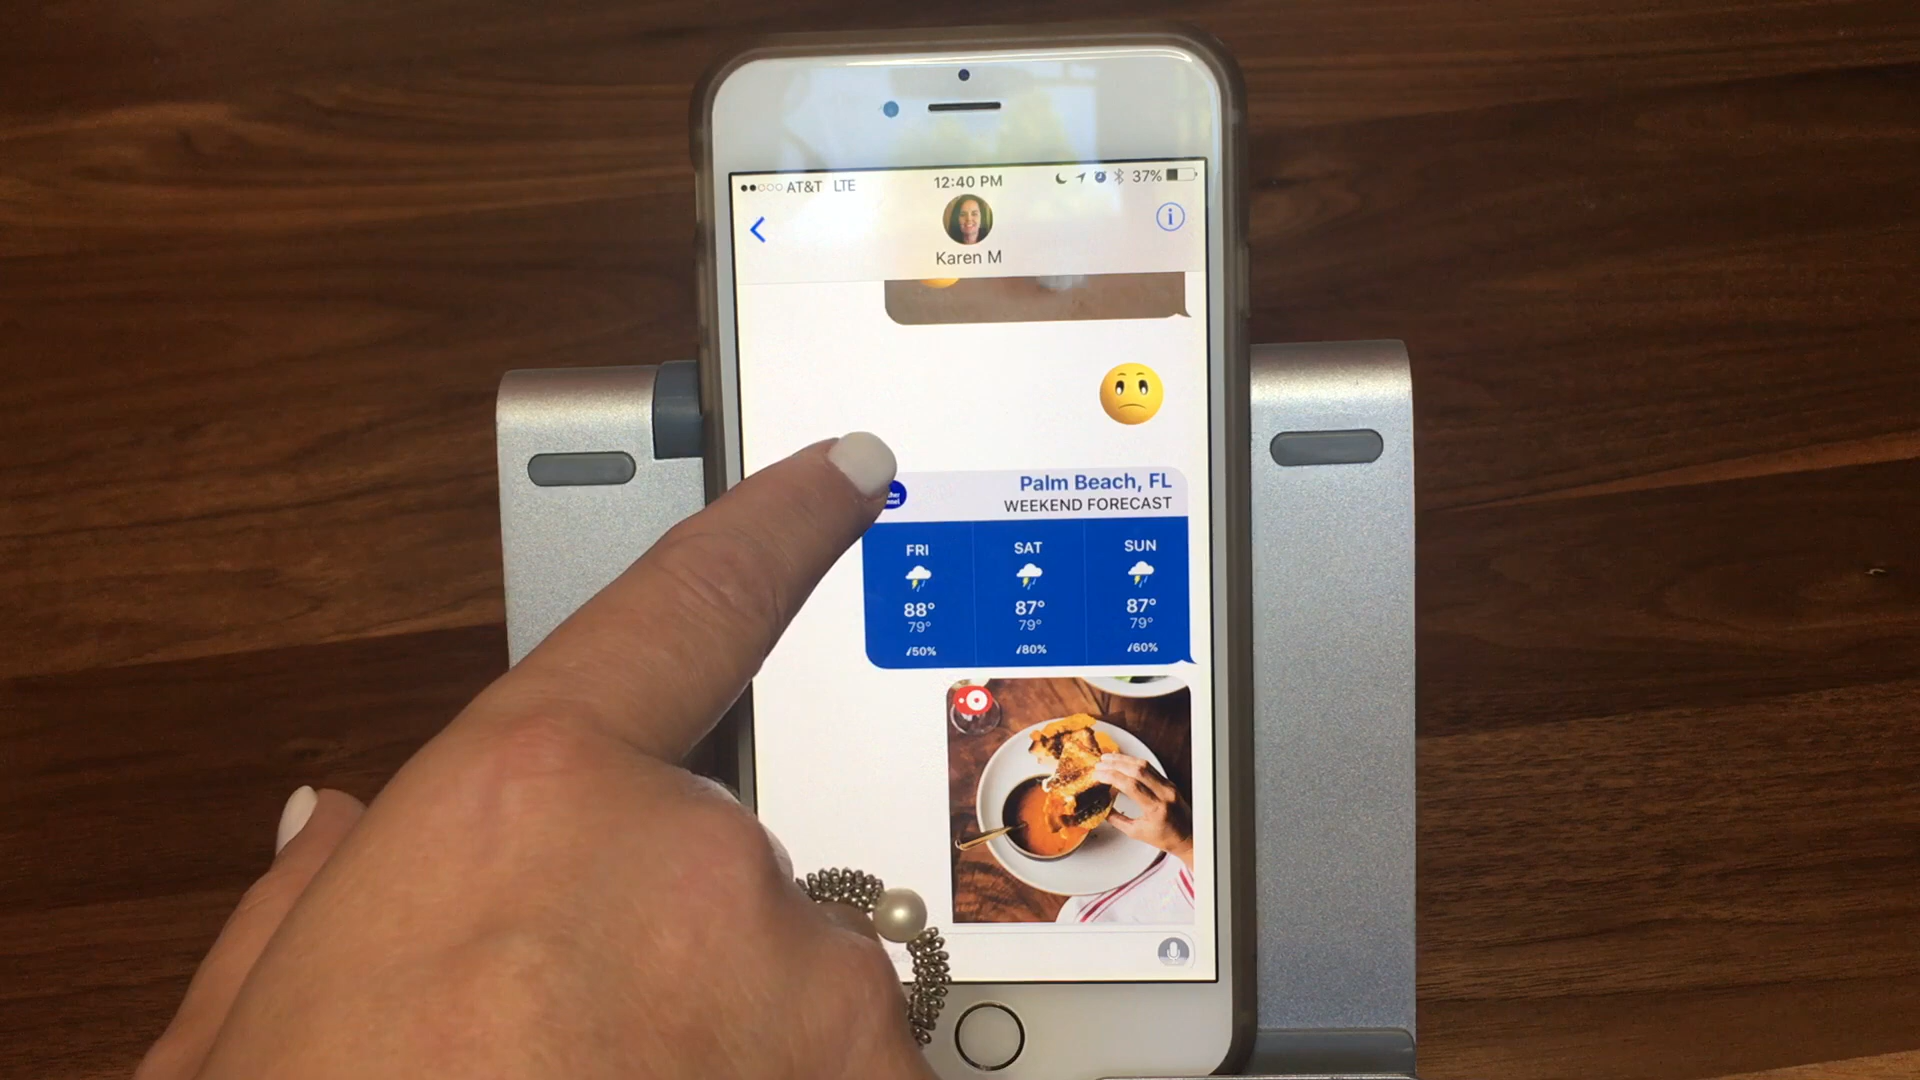 AT&T LTE 12:40 PM 37%
Karen M
Palm Beach, FL
WEEKEND FORECAST
FRI SAT SUN
88° 87° 87°
79° 79° 79°
50% 80% 60%